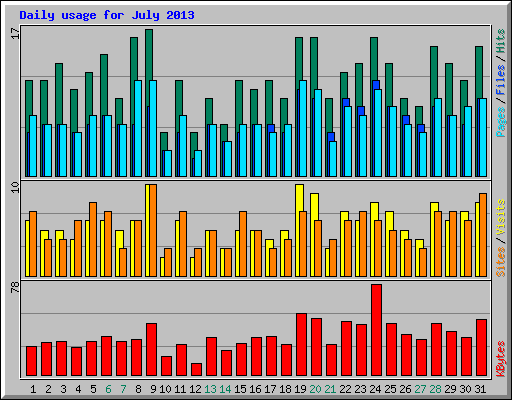 Daily usage for July 2013
17
Pages/Files/Hits
10
Sites/Visits
78
KBytes
1 2 3 4 5 6 7 8 9 10 11 12 13 14 15 16 17 18 19 20 21 22 23 24 25 26 27 28 29 30 31